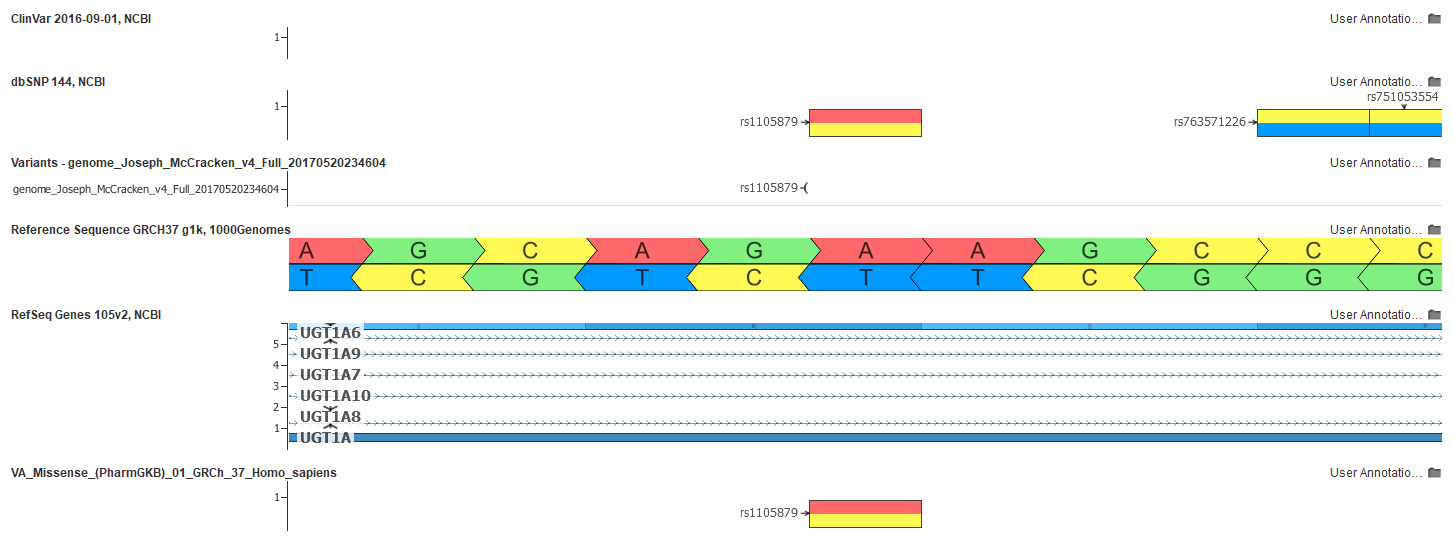 ClinVar 2016-09-01, NCBI User Annotatio...
1
dbSNP 144, NCBI User Annotatio...
rs751053554
1
rs1105879 rs763571226
Variants - genome_Joseph_McCracken_v4_Full_20170520234604 User Annotatio...
genome_Joseph_McCracken_v4_Full_20170520234604 rs1105879
Reference Sequence GRCH37 g1k, 1000Genomes User Annotatio...
A G C A G A A G C C C
T C G T C T T C G G G
RefSeq Genes 105v2, NCBI User Annotatio...
UGT1A6
5
UGT1A9
4
UGT1A7
3
UGT1A10
2
UGT1A8
1
UGT1A
VA_Missense_(PharmGKB)_01_GRCh_37_Homo_sapiens User Annotatio...
1
rs1105879